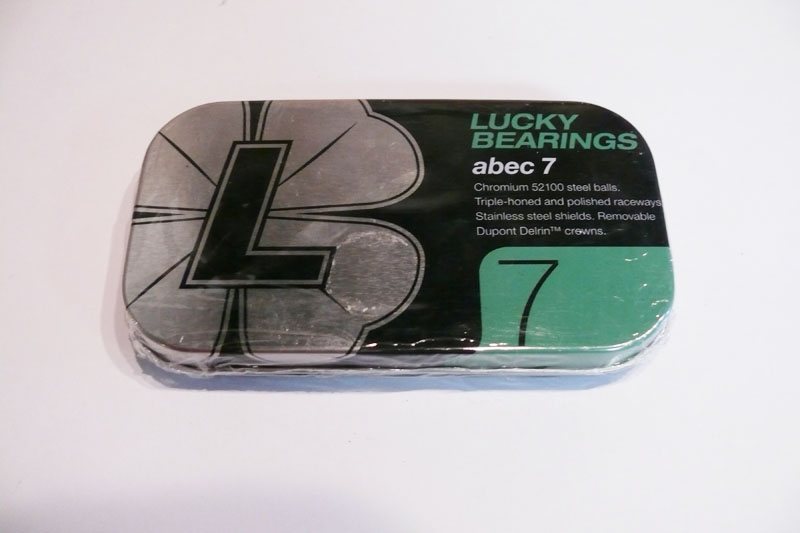 L
LUCKY
BEARINGS
abec 7
Chromium 52100 steel balls.
Triple-honed and polished raceways
Stainless steel shields. Removable
Dupont Delrin™ crowns.
7